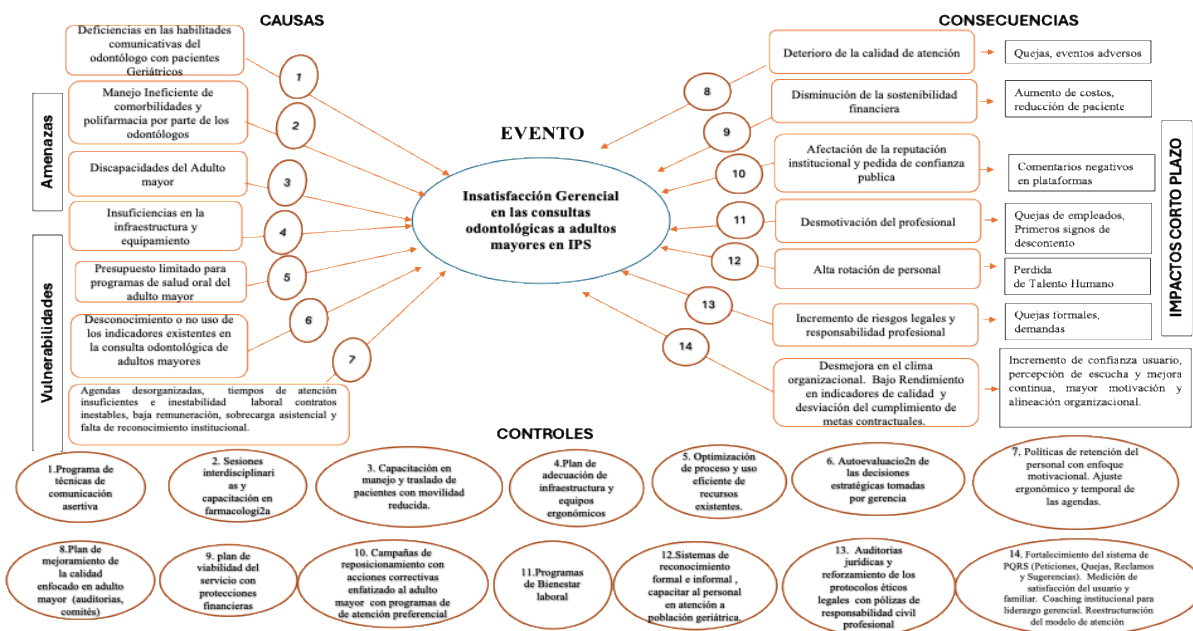 CAUSAS
CONSECUENCIAS
Amenazas
Vulnerabilidades
Deficiencias en las habilidades
comunicativas del
odontólogo con pacientes
Geriátricos
Manejo Ineficiente de
comorbilidades y
polifarmacia por parte de los
odontólogos
Discapacidades del Adulto
mayor
Insuficiencias en la
infraestructura y
equipamiento
Presupuesto limitado para
programas de salud oral del
adulto mayor
Desconocimiento o no uso de
los indicadores existentes en
la consulta odontológica de
adultos mayores
Agendas desorganizadas, tiempos de atención
insuficientes e inestabilidad laboral contratos
inestables, baja remuneración, sobrecarga asistencial y
falta de reconocimiento institucional.
1
2
3
4
5
6
7
EVENTO
Insatisfacción Gerencial
en las consultas
odontológicas a adultos
mayores en IPS
8
9
10
11
12
13
14
Deterioro de la calidad de atención
Quejas, eventos adversos
Disminución de la sostenibilidad
financiera
Aumento de costos,
reducción de paciente
Afectación de la reputación
institucional y pedida de confianza
publica
Comentarios negativos
en plataformas
Desmotivación del profesional
Quejas de empleados,
Primeros signos de
descontento
Alta rotación de personal
Perdida
de Talento Humano
Incremento de riesgos legales y
responsabilidad profesional
Quejas formales,
demandas
Desmejora en el clima
organizacional. Bajo Rendimiento
en indicadores de calidad y
desviación del cumplimiento de
metas contractuales.
Incremento de confianza usuario,
percepción de escucha y mejora
continua, mayor motivación y
alineación organizacional.
IMPACTOS CORTO PLAZO
CONTROLES
1.Programa de
técnicas de
comunicación
asertiva
2. Sesiones
interdisciplinari
as y
capacitación en
farmacologi2a
3. Capacitación en
manejo y traslado de
pacientes con movilidad
reducida.
4.Plan de
adecuación de
infraestructura y
equipos
ergonómicos
5. Optimización
de proceso y uso
eficiente de
recursos
existentes.
6. Autoevaluacio2n de
las decisiones
estratégicas tomadas
por gerencia
7. Políticas de retención del
personal con enfoque
motivacional. Ajuste
ergonómico y temporal de
las agendas.
8.Plan de
mejoramiento de
la calidad
enfocado en adulto
mayor (auditorias,
comités)
9. plan de
viabilidad del
servicio con
protecciones
financieras
10. Campañas de
reposicionamiento con
acciones correctivas
enfatizado al adulto
mayor con programas de
de atención preferencial
11.Programas
de Bienestar
laboral
12.Sistemas de
reconocimiento
formal e informal ,
capacitar al personal
en atención a
población geriátrica.
13. Auditorias
jurídicas y
reforzamiento de los
protocolos éticos
legales con pólizas de
responsabilidad civil
profesional
14. Fortalecimiento del sistema de
PQRS (Peticiones, Quejas, Reclamos
y Sugerencias). Medición de
satisfacción del usuario y
familiar. Coaching institucional para
liderazgo gerencial. Reestructuración
del modelo de atención